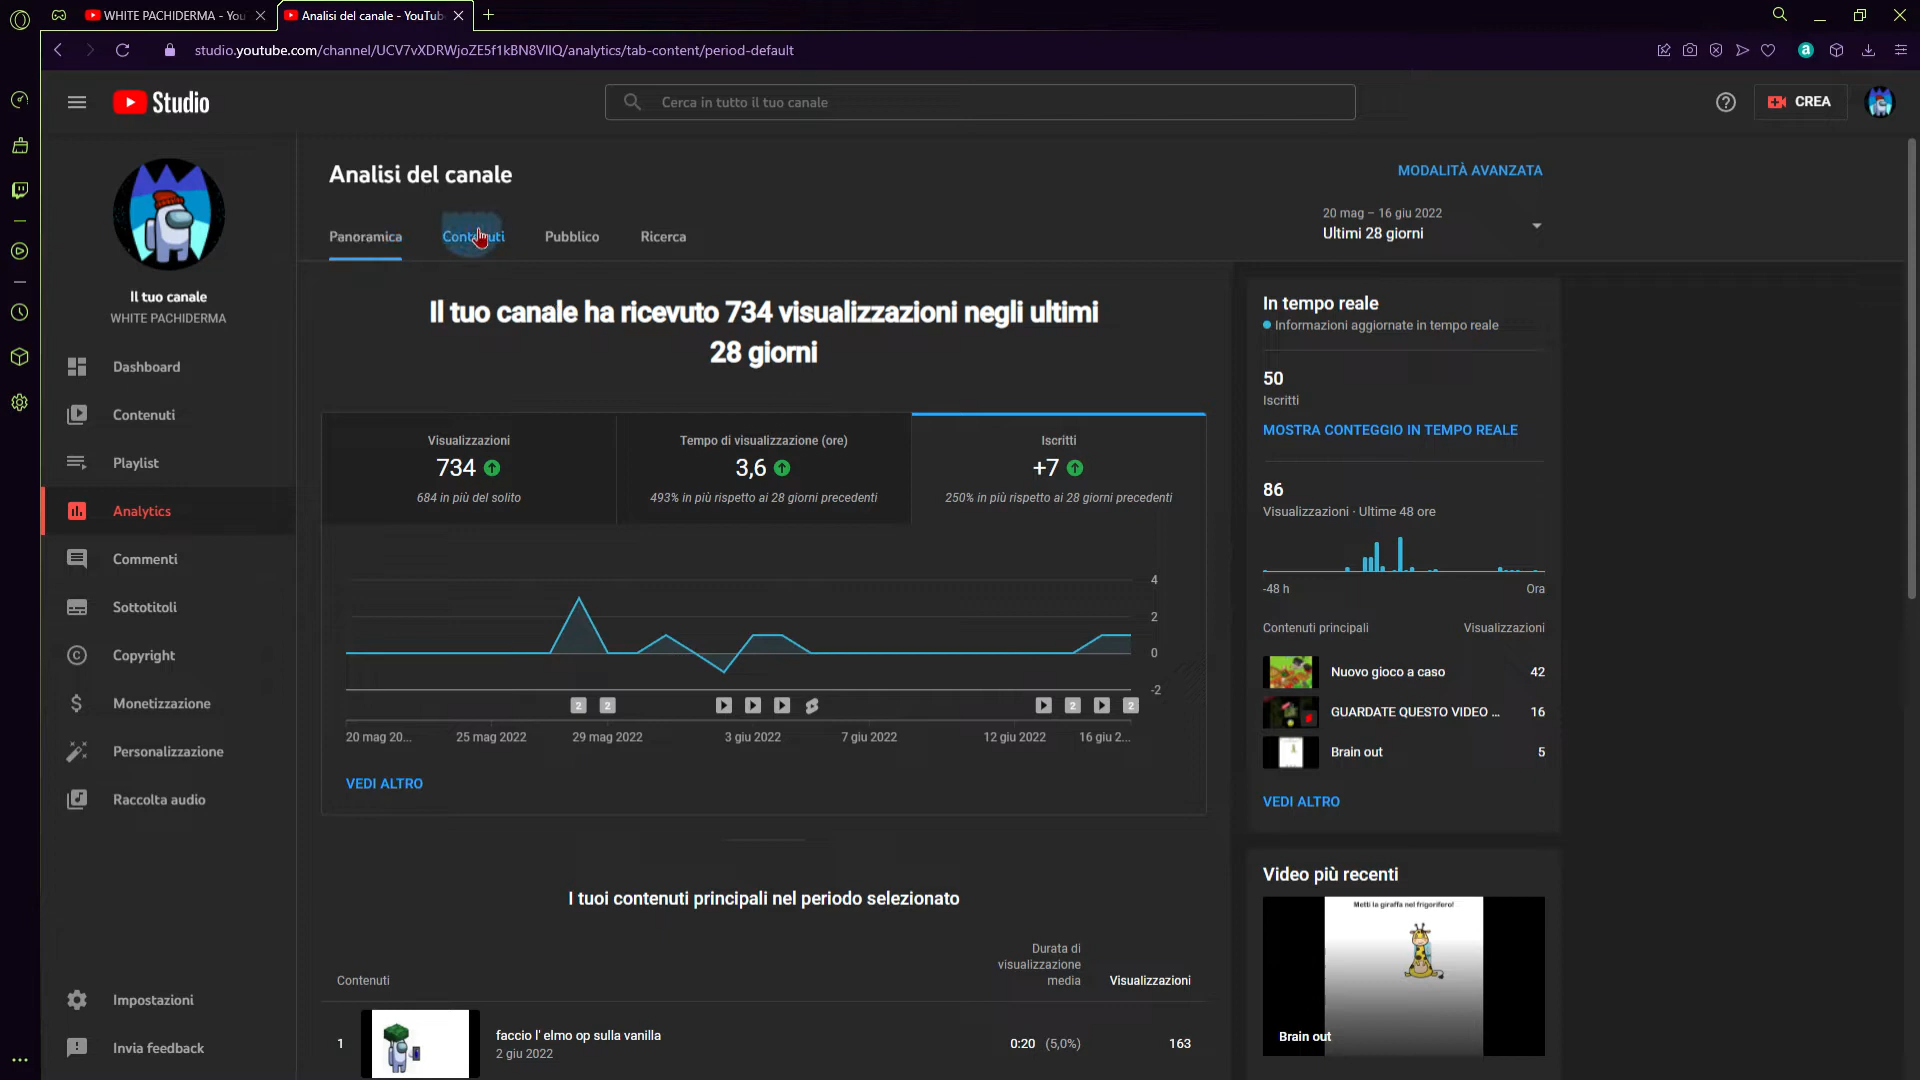 WHITE PACHIDERMA - You
Analisi del canale - YouTub
studio.youtube.com/channel/UCV7vXDRWjoZE5f1kBN8VlIQ/analytics/tab-content/period-default
Studio
Cerca in tutto il tuo canale
CREA
Il tuo canale
WHITE PACHIDERMA
Dashboard
Contenuti
Playlist
Analytics
Commenti
Sottotitoli
Copyright
Monetizzazione
Personalizzazione
Raccolta audio
Impostazioni
Invia feedback
Analisi del canale
MODALITÀ AVANZATA
Panoramica
Contenuti
Pubblico
Ricerca
20 mag – 16 giu 2022
Ultimi 28 giorni
Il tuo canale ha ricevuto 734 visualizzazioni negli ultimi
28 giorni
Visualizzazioni
734
684 in più del solito
Tempo di visualizzazione (ore)
3,6
493% in più rispetto ai 28 giorni precedenti
Iscritti
+7
250% in più rispetto ai 28 giorni precedenti
4
2
0
-2
2
2
2
2
20 mag 20...
25 mag 2022
29 mag 2022
3 giu 2022
7 giu 2022
12 giu 2022
16 giu 2...
VEDI ALTRO
I tuoi contenuti principali nel periodo selezionato
Contenuti
Durata di
visualizzazione
media
Visualizzazioni
1
faccio l' elmo op sulla vanilla
2 giu 2022
0:20 (5,0%)
163
In tempo reale
Informazioni aggiornate in tempo reale
50
Iscritti
MOSTRA CONTEGGIO IN TEMPO REALE
86
Visualizzazioni · Ultime 48 ore
-48 h
Ora
Contenuti principali
Visualizzazioni
Nuovo gioco a caso
42
GUARDATE QUESTO VIDEO ...
16
Brain out
5
VEDI ALTRO
Video più recenti
Metti la giraffa nel frigorifero!
Brain out